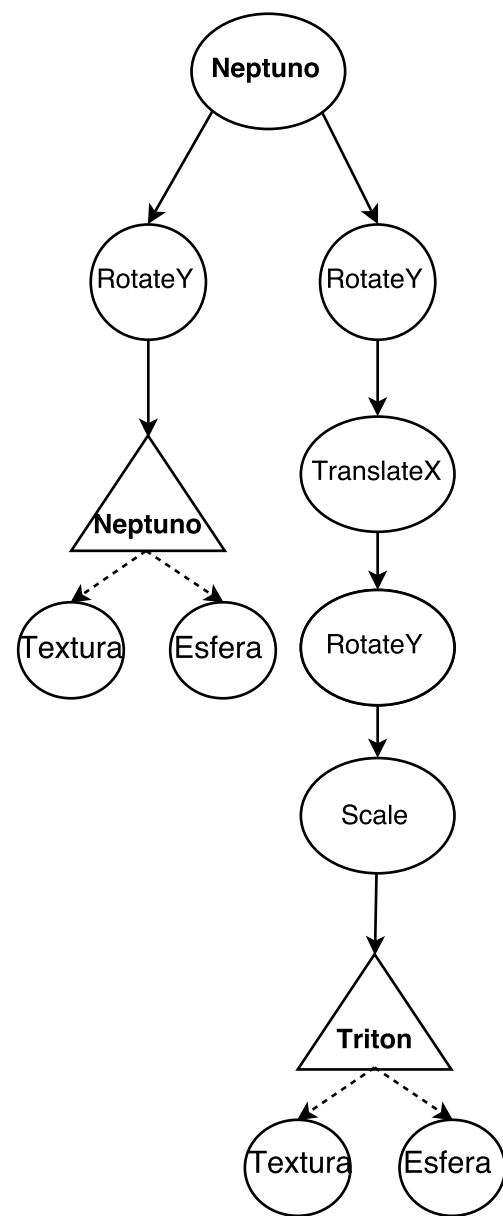 Neptuno
RotateY
RotateY
TranslateX
Neptuno
Textura
Esfera
RotateY
Scale
Triton
Textura
Esfera